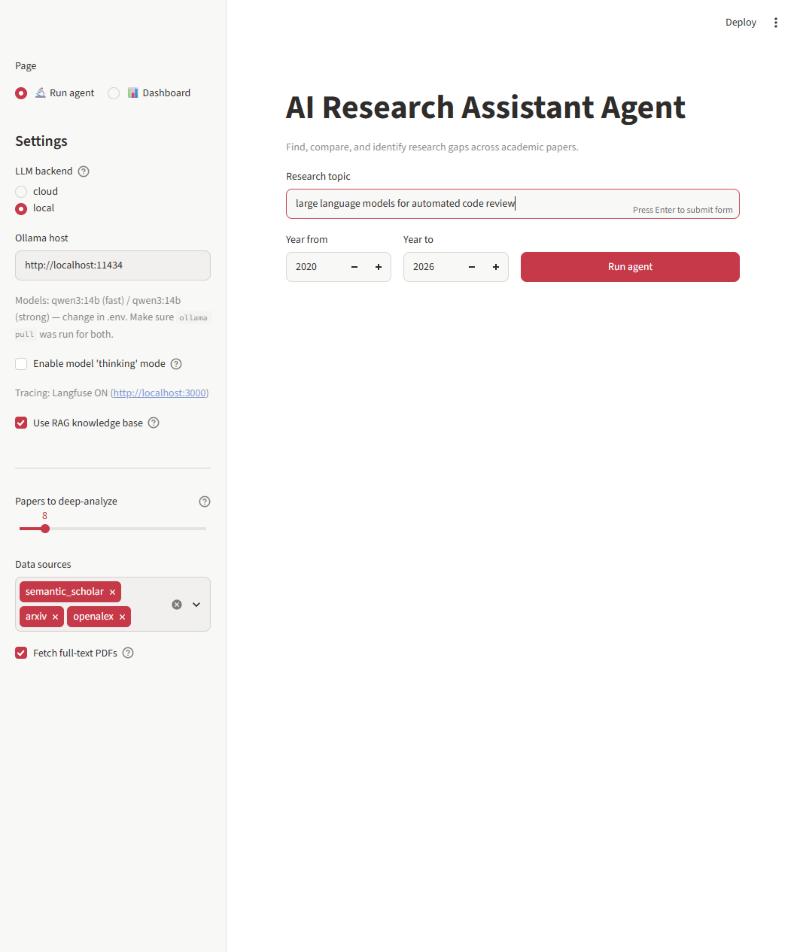 Deploy
Page
Run agent
Dashboard
Settings
LLM backend
cloud
local
Ollama host
http://localhost:11434
Models: qwen3:14b (fast) / qwen3:14b
(strong) — change in .env. Make sure ollama
pull was run for both.
Enable model 'thinking' mode
Tracing: Langfuse ON (http://localhost:3000)
Use RAG knowledge base
Papers to deep-analyze
8
Data sources
semantic_scholar ×
arxiv × openalex ×
Fetch full-text PDFs
AI Research Assistant Agent
Find, compare, and identify research gaps across academic papers.
Research topic
large language models for automated code review
Press Enter to submit form
Year from
Year to
2020
2026
Run agent